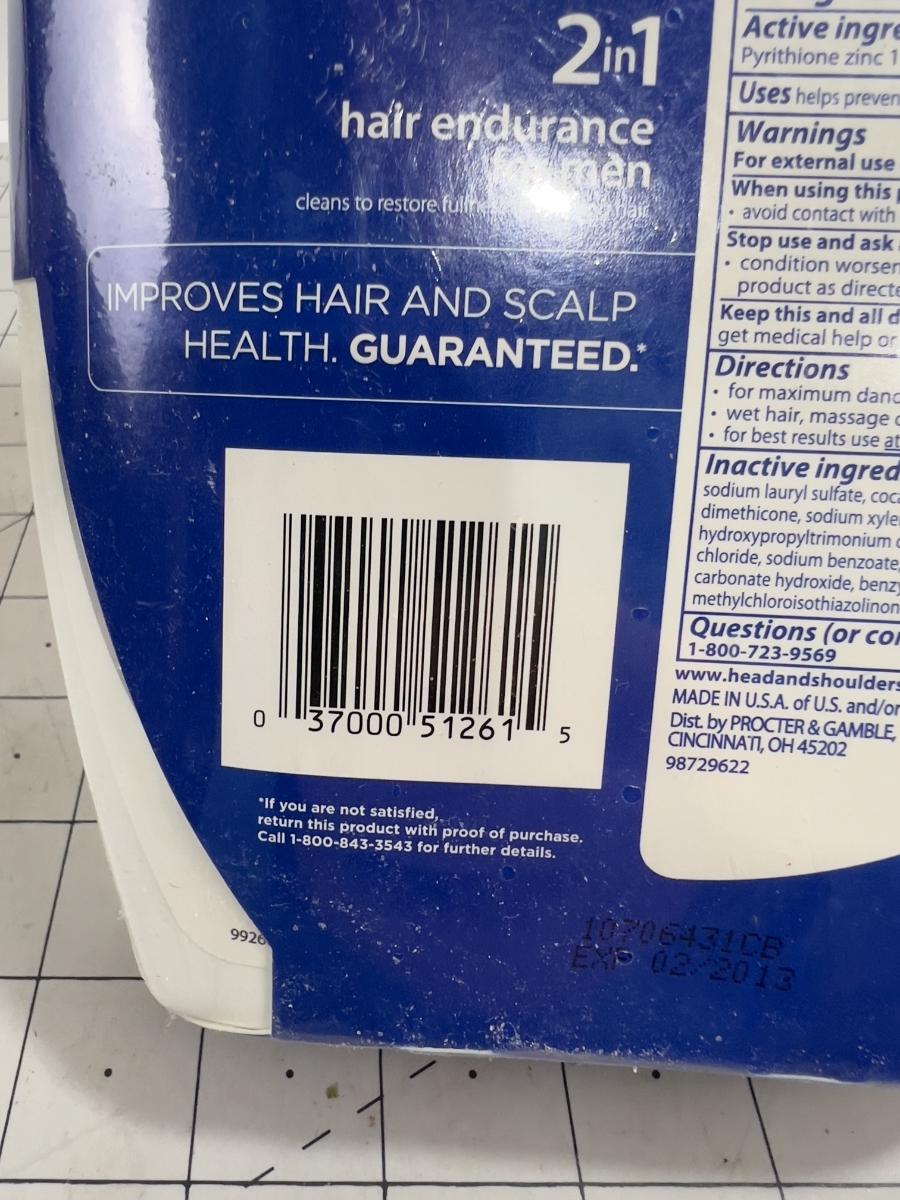 2in1
hair endurance
for men
cleans to restore hair
IMPROVES HAIR AND SCALP
HEALTH. GUARANTEED.*
0 37000 51261 5
*If you are not satisfied,
return this product with proof of purchase.
Call 1-800-843-3543 for further details.
9926
10706431CB
EXP 02/2013
Active ingre
Pyrithione zinc 1
Uses helps preven
Warnings
For external use
When using this
• avoid contact with
Stop use and ask
• condition worsen
product as directe
Keep this and all d
get medical help or
Directions
• for maximum dand
• wet hair, massage
• for best results use at
Inactive ingred
sodium lauryl sulfate, coca
dimethicone, sodium xyle
hydroxypropyltrimonium c
chloride, sodium benzoate,
carbonate hydroxide, benzy
methylchloroisothiazolinon
Questions (or co
1-800-723-9569
www.headandshoulders
MADE IN U.S.A. of U.S. and/or
Dist. by PROCTER & GAMBLE,
CINCINNATI, OH 45202
98729622